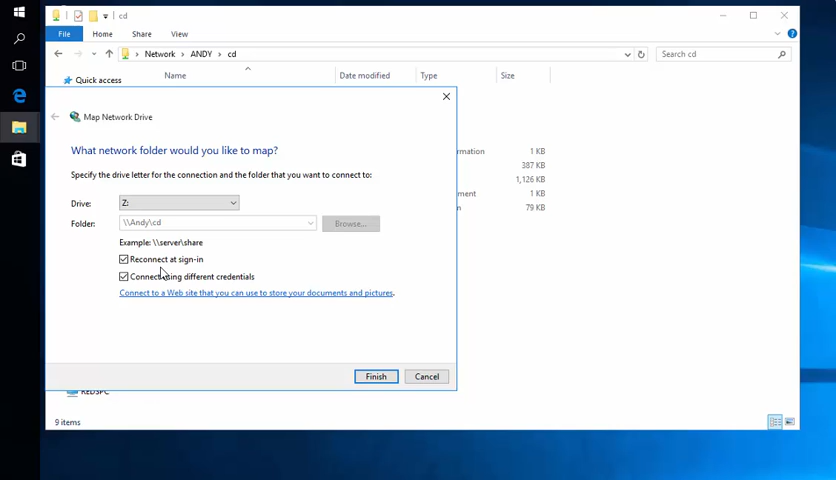 cd
File Home Share View
Network ANDY cd
Search cd
Quick access
Name Date modified Type Size
Map Network Drive
What network folder would you like to map?
ormation 1 KB
387 KB
Specify the drive letter for the connection and the folder that you want to connect to:
1,126 KB
ment 1 KB
Drive: Z:
n 79 KB
Folder: \\Andy\cd Browse...
Example: \\server\share
Reconnect at sign-in
Connect using different credentials
Connect to a Web site that you can use to store your documents and pictures.
Finish Cancel
REDSPC
9 items